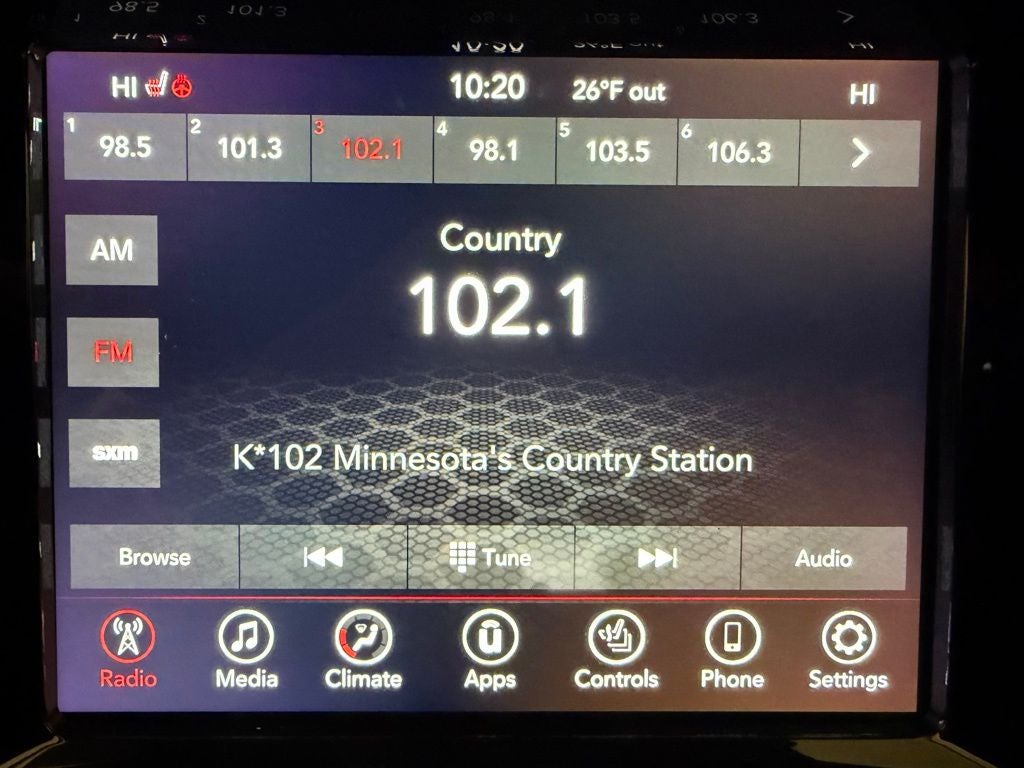 HI 10:20 26°F out HI
1 98.5 2 101.3 3 102.1 4 98.1 5 103.5 6 106.3
AM
Country
102.1
FM
sxm
K*102 Minnesota's Country Station
Browse Tune Audio
Radio Media Climate Apps Controls Phone Settings